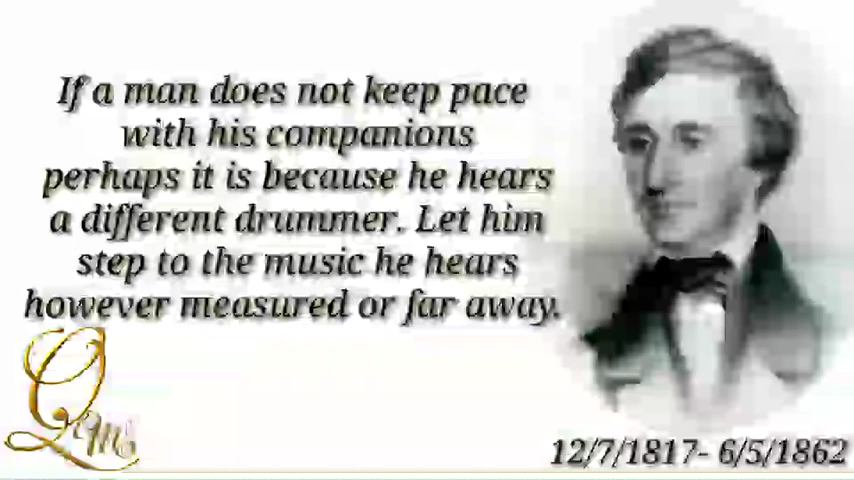 If a man does not keep pace
with his companions
perhaps it is because he hears
a different drummer. Let him
step to the music he hears
however measured or far away.
QMC
12/7/1817- 6/5/1862